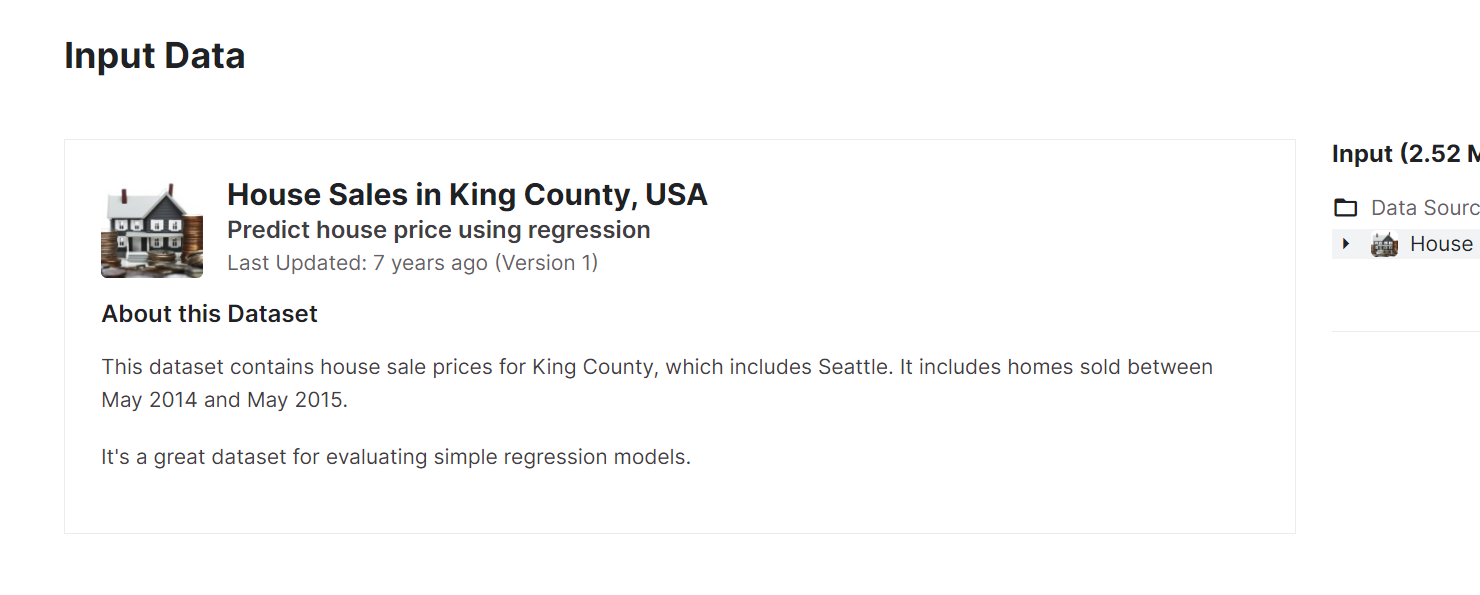 Input Data
House Sales in King County, USA
Predict house price using regression
Last Updated: 7 years ago (Version 1)
About this Dataset
This dataset contains house sale prices for King County, which includes Seattle. It includes homes sold between
May 2014 and May 2015.
It's a great dataset for evaluating simple regression models.
Input (2.52 M
Data Sourc
House